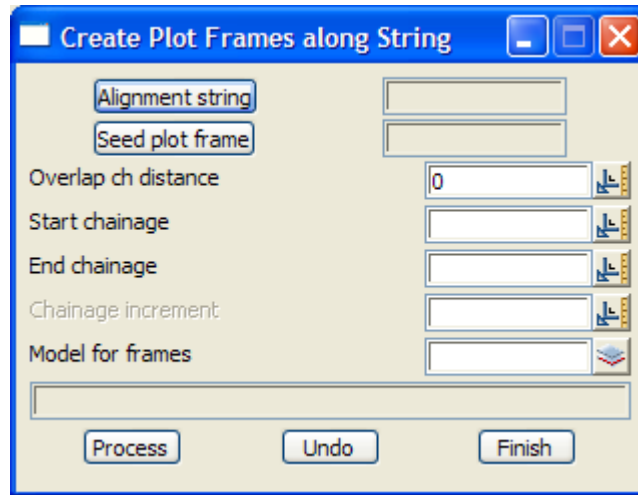 Create Plot Frames along String
Alignment string
Seed plot frame
Overlap ch distance 0
Start chainage
End chainage
Chainage increment
Model for frames
Process Undo Finish